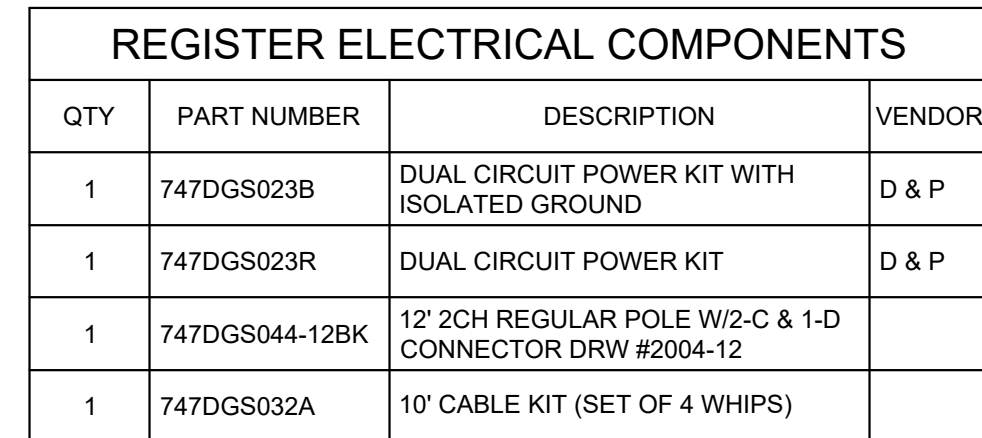 REGISTER ELECTRICAL COMPONENTS
QTY PART NUMBER DESCRIPTION VENDOR
1 747DGS023B DUAL CIRCUIT POWER KIT WITH
ISOLATED GROUND D & P
1 747DGS023R DUAL CIRCUIT POWER KIT D & P
1 747DGS044-12BK 12' 2CH REGULAR POLE W/2-C & 1-D
CONNECTOR DRW #2004-12
1 747DGS032A 10' CABLE KIT (SET OF 4 WHIPS)